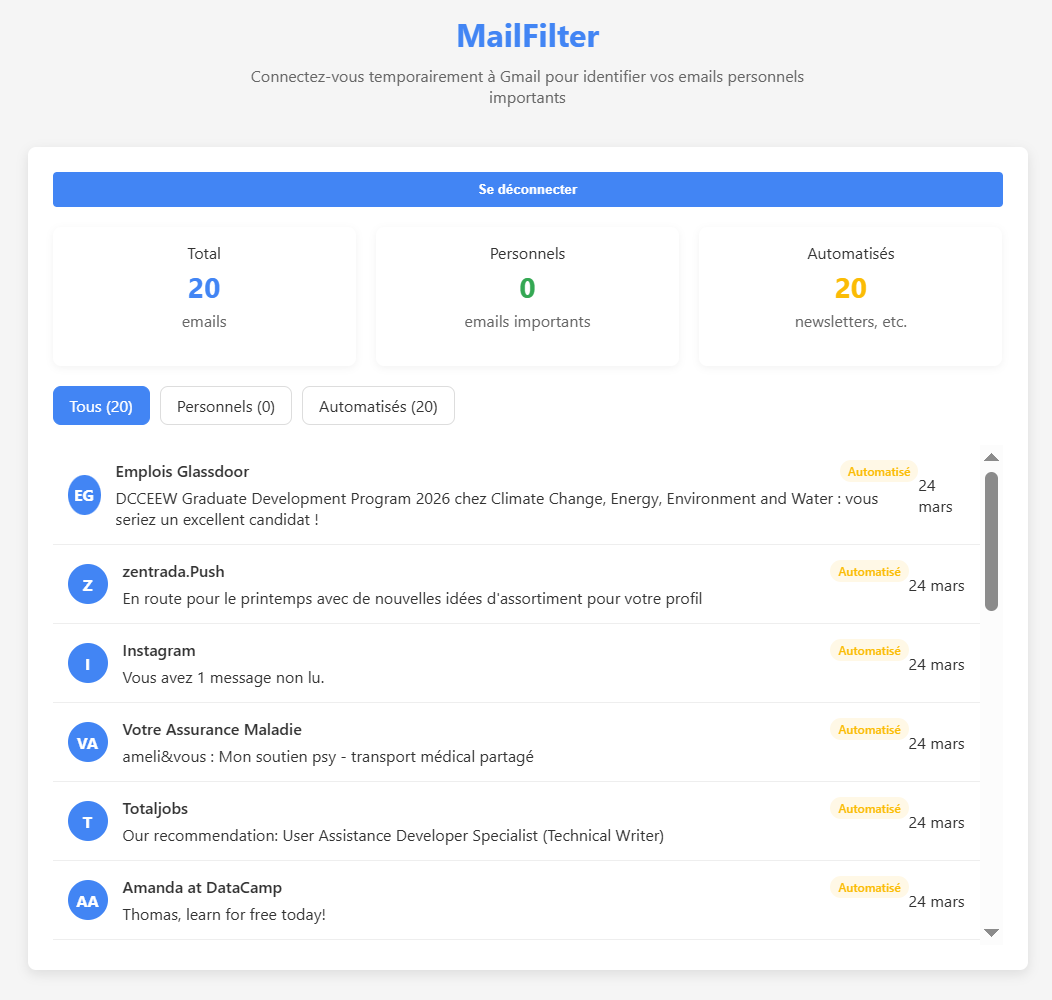 MailFilter
Connectez-vous temporairement à Gmail pour identifier vos emails personnels
importants
Se déconnecter
Total
20
emails
Personnels
0
emails importants
Automatisés
20
newsletters, etc.
Tous (20)
Personnels (0)
Automatisés (20)
EG
Emplois Glassdoor
DCCEEW Graduate Development Program 2026 chez Climate Change, Energy, Environment and Water : vous
seriez un excellent candidat !
Automatisé
24
mars
Z
zentrada.Push
En route pour le printemps avec de nouvelles idées d'assortiment pour votre profil
Automatisé
24 mars
I
Instagram
Vous avez 1 message non lu.
Automatisé
24 mars
VA
Votre Assurance Maladie
ameli&vous : Mon soutien psy - transport médical partagé
Automatisé
24 mars
T
Totaljobs
Our recommendation: User Assistance Developer Specialist (Technical Writer)
Automatisé
24 mars
AA
Amanda at DataCamp
Thomas, learn for free today!
Automatisé
24 mars